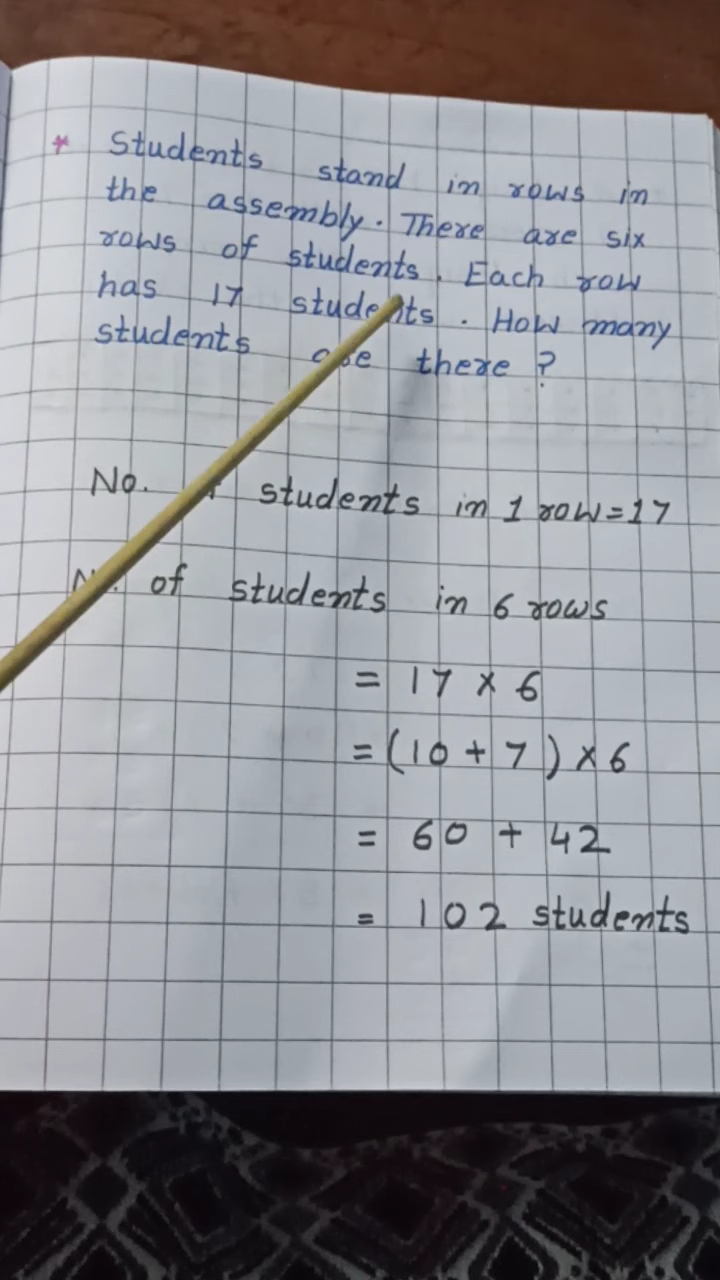 * Students stand in rows in
the assembly. There are six
rows of students. Each row
has 17 students. How many
students are there?
No. students in 1 row = 17
of students in 6 rows
= 17 × 6
= (10 + 7) × 6
= 60 + 42
= 102 students